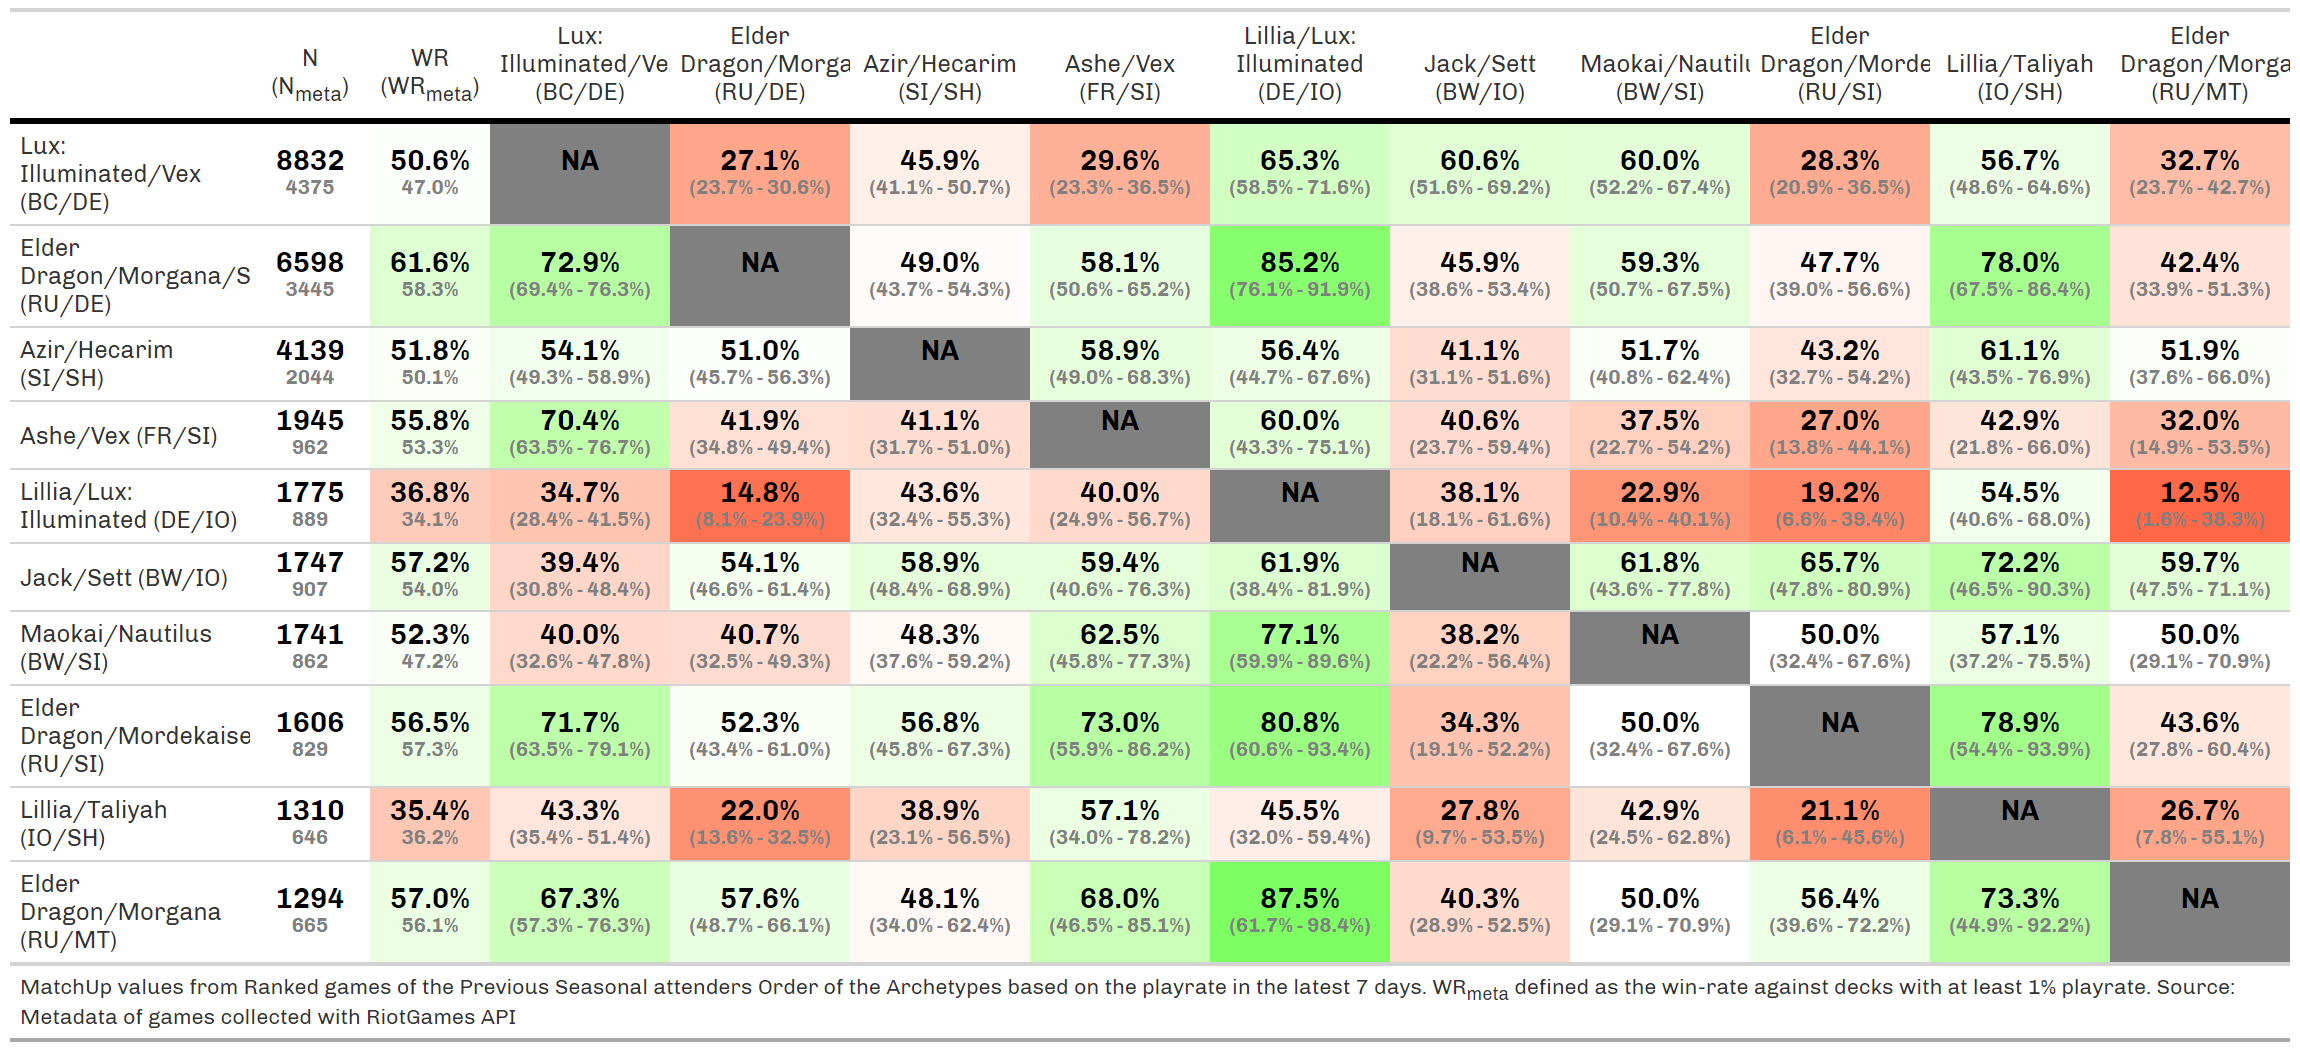 N (N_meta) WR (WR_meta) Lux: Illuminated/Ve (BC/DE) Elder Dragon/Morga (RU/DE) Azir/Hecarim (SI/SH) Ashe/Vex (FR/SI) Lillia/Lux: Illuminated (DE/IO) Jack/Sett (BW/IO) Maokai/Nautilu (BW/SI) Elder Dragon/Morde (RU/SI) Lillia/Taliyah (IO/SH) Elder Dragon/Morga (RU/MT)
Lux:
Illuminated/Vex
(BC/DE)
8832 50.6% NA 27.1% 45.9% 29.6% 65.3% 60.6% 60.0% 28.3% 56.7% 32.7%
4375 47.0% (23.7% - 30.6%) (41.1% - 50.7%) (23.3% - 36.5%) (58.5% - 71.6%) (51.6% - 69.2%) (52.2% - 67.4%) (20.9% - 36.5%) (48.6% - 64.6%) (23.7% - 42.7%)
Elder
Dragon/Morgana/S
(RU/DE)
6598 61.6% 72.9% NA 49.0% 58.1% 85.2% 45.9% 59.3% 47.7% 78.0% 42.4%
3445 58.3% (69.4% - 76.3%) (43.7% - 54.3%) (50.6% - 65.2%) (76.1% - 91.9%) (38.6% - 53.4%) (50.7% - 67.5%) (39.0% - 56.6%) (67.5% - 86.4%) (33.9% - 51.3%)
Azir/Hecarim
(SI/SH)
4139 51.8% 54.1% 51.0% NA 58.9% 56.4% 41.1% 51.7% 43.2% 61.1% 51.9%
2044 50.1% (49.3% - 58.9%) (45.7% - 56.3%) (49.0% - 68.3%) (44.7% - 67.6%) (31.1% - 51.6%) (40.8% - 62.4%) (32.7% - 54.2%) (43.5% - 76.9%) (37.6% - 66.0%)
Ashe/Vex (FR/SI)
1945 55.8% 70.4% 41.9% 41.1% NA 60.0% 40.6% 37.5% 27.0% 42.9% 32.0%
962 53.3% (63.5% - 76.7%) (34.8% - 49.4%) (31.7% - 51.0%) (43.3% - 75.1%) (23.7% - 59.4%) (22.7% - 54.2%) (13.8% - 44.1%) (21.8% - 66.0%) (14.9% - 53.5%)
Lillia/Lux:
Illuminated (DE/IO)
1775 36.8% 34.7% 14.8% 43.6% 40.0% NA 38.1% 22.9% 19.2% 54.5% 12.5%
889 34.1% (28.4% - 41.5%) (8.1% - 23.9%) (32.4% - 55.3%) (24.9% - 56.7%) (18.1% - 61.6%) (10.4% - 40.1%) (6.6% - 39.4%) (40.6% - 68.0%) (1.6% - 38.3%)
Jack/Sett (BW/IO)
1747 57.2% 39.4% 54.1% 58.9% 59.4% 61.9% NA 61.8% 65.7% 72.2% 59.7%
907 54.0% (30.8% - 48.4%) (46.6% - 61.4%) (48.4% - 68.9%) (40.6% - 76.3%) (38.4% - 81.9%) (43.6% - 77.8%) (47.8% - 80.9%) (46.5% - 90.3%) (47.5% - 71.1%)
Maokai/Nautilus
(BW/SI)
1741 52.3% 40.0% 40.7% 48.3% 62.5% 77.1% 38.2% NA 50.0% 57.1% 50.0%
862 47.2% (32.6% - 47.8%) (32.5% - 49.3%) (37.6% - 59.2%) (45.8% - 77.3%) (59.9% - 89.6%) (22.2% - 56.4%) (32.4% - 67.6%) (37.2% - 75.5%) (29.1% - 70.9%)
Elder
Dragon/Mordekaise
(RU/SI)
1606 56.5% 71.7% 52.3% 56.8% 73.0% 80.8% 34.3% 50.0% NA 78.9% 43.6%
829 57.3% (63.5% - 79.1%) (43.4% - 61.0%) (45.8% - 67.3%) (55.9% - 86.2%) (60.6% - 93.4%) (19.1% - 52.2%) (32.4% - 67.6%) (54.4% - 93.9%) (27.8% - 60.4%)
Lillia/Taliyah
(IO/SH)
1310 35.4% 43.3% 22.0% 38.9% 57.1% 45.5% 27.8% 42.9% 21.1% NA 26.7%
646 36.2% (35.4% - 51.4%) (13.6% - 32.5%) (23.1% - 56.5%) (34.0% - 78.2%) (32.0% - 59.4%) (9.7% - 53.5%) (24.5% - 62.8%) (6.1% - 45.6%) (7.8% - 55.1%)
Elder
Dragon/Morgana
(RU/MT)
1294 57.0% 67.3% 57.6% 48.1% 68.0% 87.5% 40.3% 50.0% 56.4% 73.3% NA
665 56.1% (57.3% - 76.3%) (48.7% - 66.1%) (34.0% - 62.4%) (46.5% - 85.1%) (61.7% - 98.4%) (28.9% - 52.5%) (29.1% - 70.9%) (39.6% - 72.2%) (44.9% - 92.2%)
MatchUp values from Ranked games of the Previous Seasonal attenders Order of the Archetypes based on the playrate in the latest 7 days. WR_meta defined as the win-rate against decks with at least 1% playrate. Source:
Metadata of games collected with RiotGames API